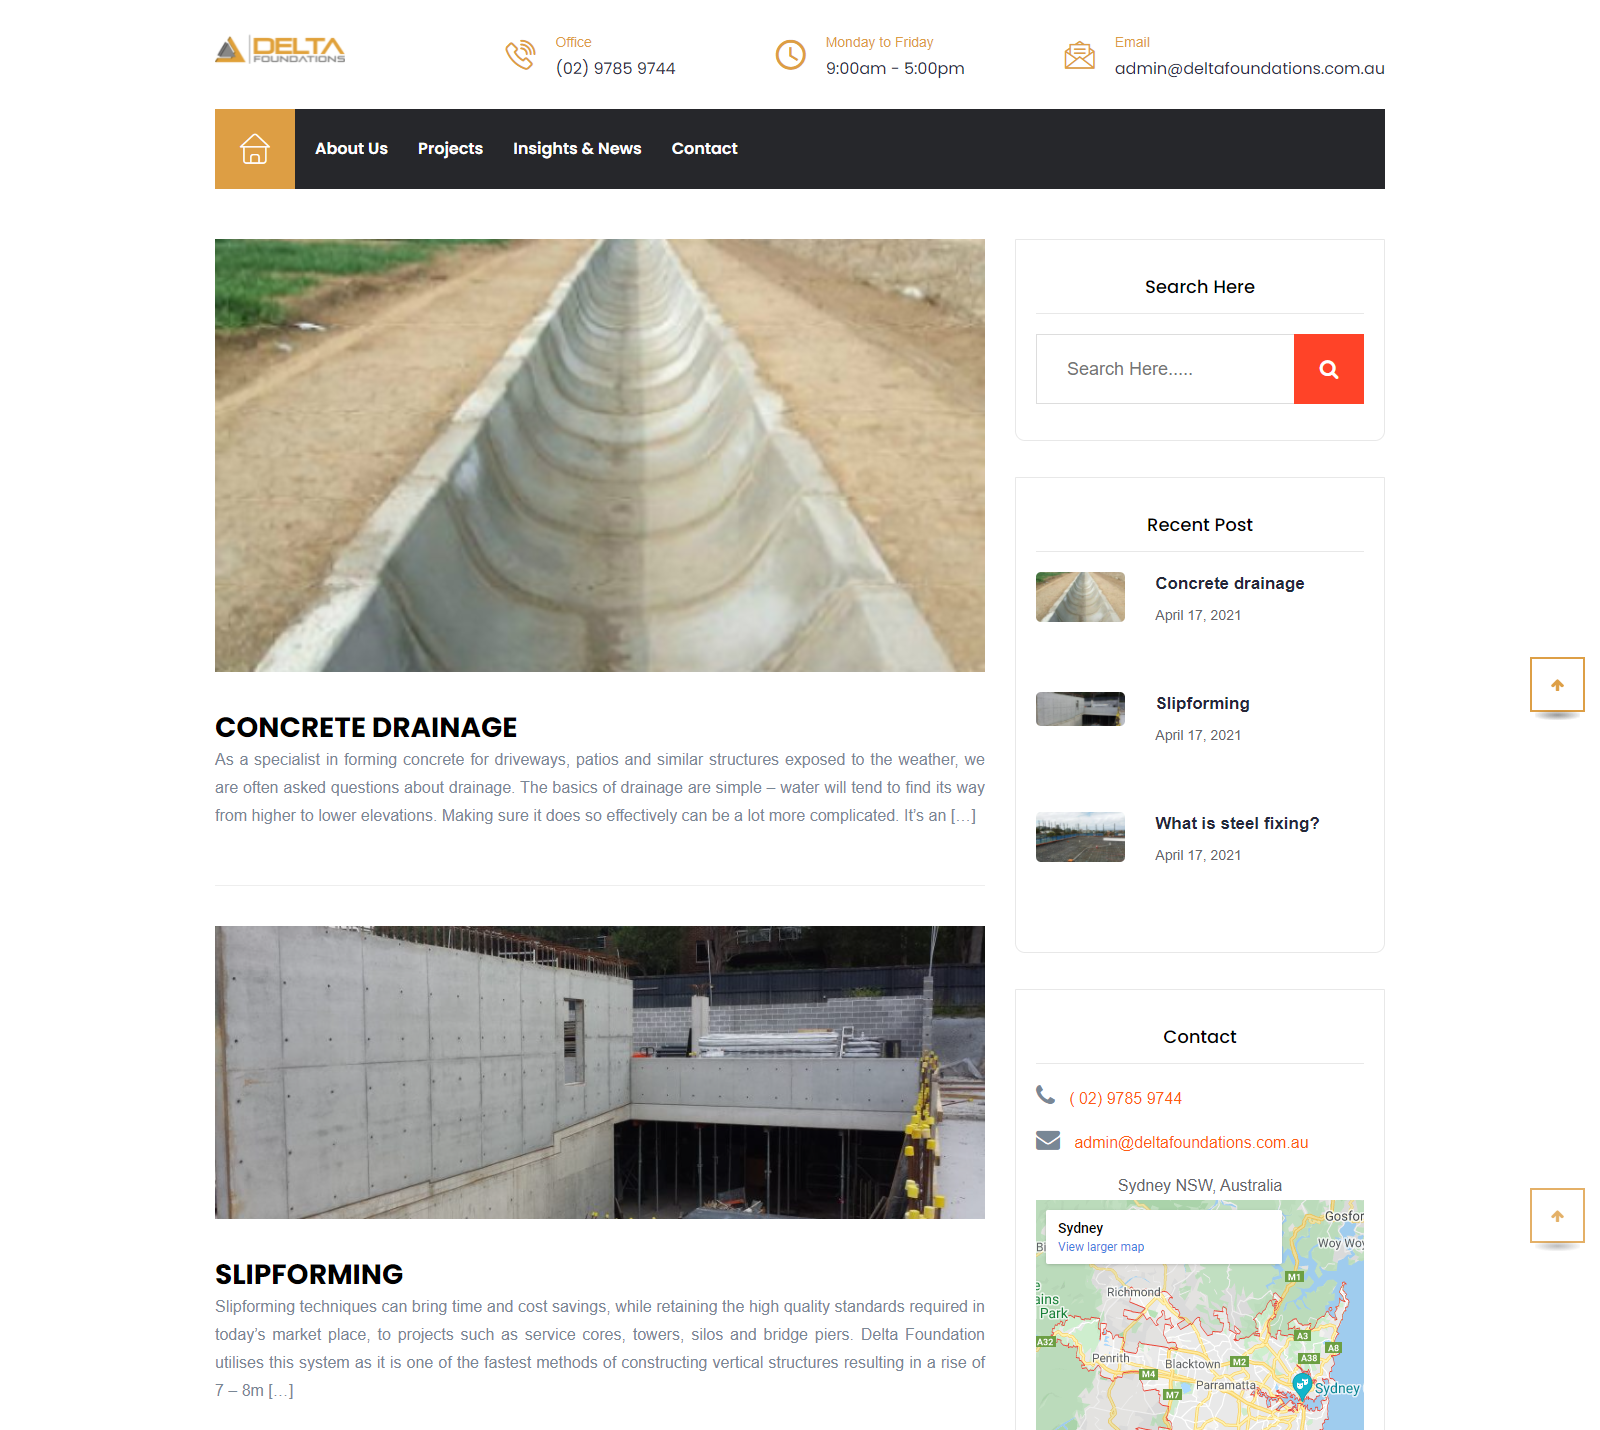 DELTA
FOUNDATIONS
Office
(02) 9785 9744
Monday to Friday
9:00am - 5:00pm
Email
admin@deltafoundations.com.au
About Us
Projects
Insights & News
Contact
CONCRETE DRAINAGE
As a specialist in forming concrete for driveways, patios and similar structures exposed to the weather, we
are often asked questions about drainage. The basics of drainage are simple – water will tend to find its way
from higher to lower elevations. Making sure it does so effectively can be a lot more complicated. It’s an […]
SLIPFORMING
Slipforming techniques can bring time and cost savings, while retaining the high quality standards required in
today’s market place, to projects such as service cores, towers, silos and bridge piers. Delta Foundation
utilises this system as it is one of the fastest methods of constructing vertical structures resulting in a rise of
7 – 8m […]
Search Here
Search Here.....
Recent Post
Concrete drainage
April 17, 2021
Slipforming
April 17, 2021
What is steel fixing?
April 17, 2021
Contact
( 02) 9785 9744
admin@deltafoundations.com.au
Sydney NSW, Australia
Sydney
View larger map
Gosfor
Woy Woy
M1
Richmond
Park
A32
A3
A8
Penrith
Blacktown
M2
A38
M4
Parramatta
Sydney
M7